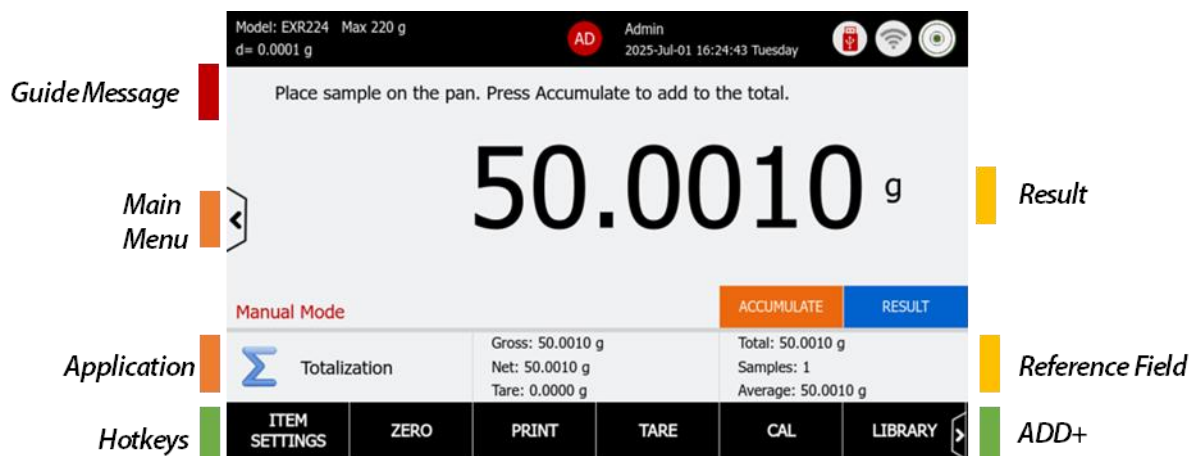 Model: EXR224 Max 220 g
d= 0.0001 g
AD
Admin
2025-Jul-01 16:24:43 Tuesday
Guide Message
Place sample on the pan. Press Accumulate to add to the total.
50.0010 g
Main
Menu
Result
Manual Mode
ACCUMULATE
RESULT
Application
Totalization
Gross: 50.0010 g
Net: 50.0010 g
Tare: 0.0000 g
Total: 50.0010 g
Samples: 1
Average: 50.0010 g
Reference Field
Hotkeys
ITEM
SETTINGS
ZERO
PRINT
TARE
CAL
LIBRARY
ADD+